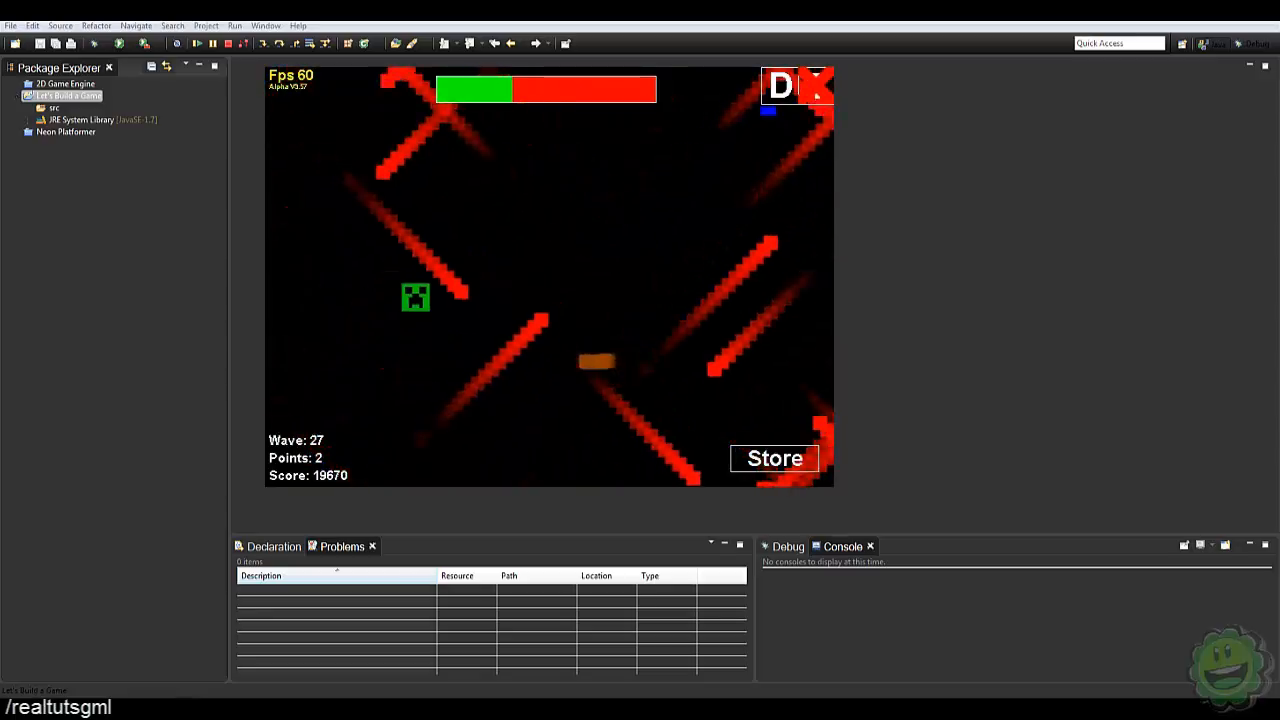 File Edit Source Refactor Navigate Search Project Run Window Help
Quick Access
Debug
Package Explorer
2D Game Engine
Let's Build a Game
src
JRE System Library [JavaSE-1.7]
Neon Platformer
Fps 60
Alpha V3.57
D
X
Wave: 27
Points: 2
Score: 19670
Store
Declaration Problems
0 items
Description Resource Path Location Type
Debug Console
No consoles to display at this time.
Let's Build a Game
/realtutsgml